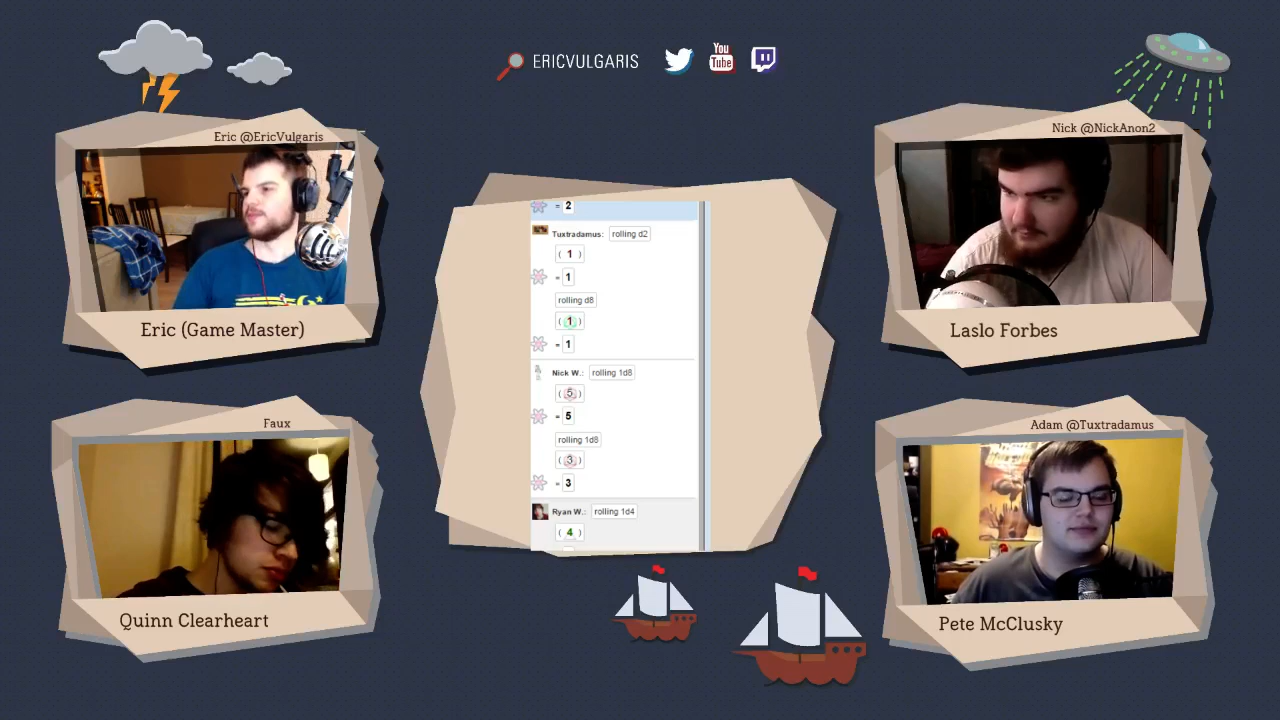 ERICVULGARIS
You
Tube
Eric @EricVulgaris
Eric (Game Master)
Nick @NickAnon2
Laslo Forbes
= 2
Tuxtradamus: rolling d2
( 1 )
= 1
rolling d8
( 1 )
= 1
Nick W.: rolling 1d8
( 5 )
= 5
rolling 1d8
( 3 )
= 3
Ryan W.: rolling 1d4
( 4 )
Faux
Quinn Clearheart
Adam @Tuxtradamus
Pete McClusky